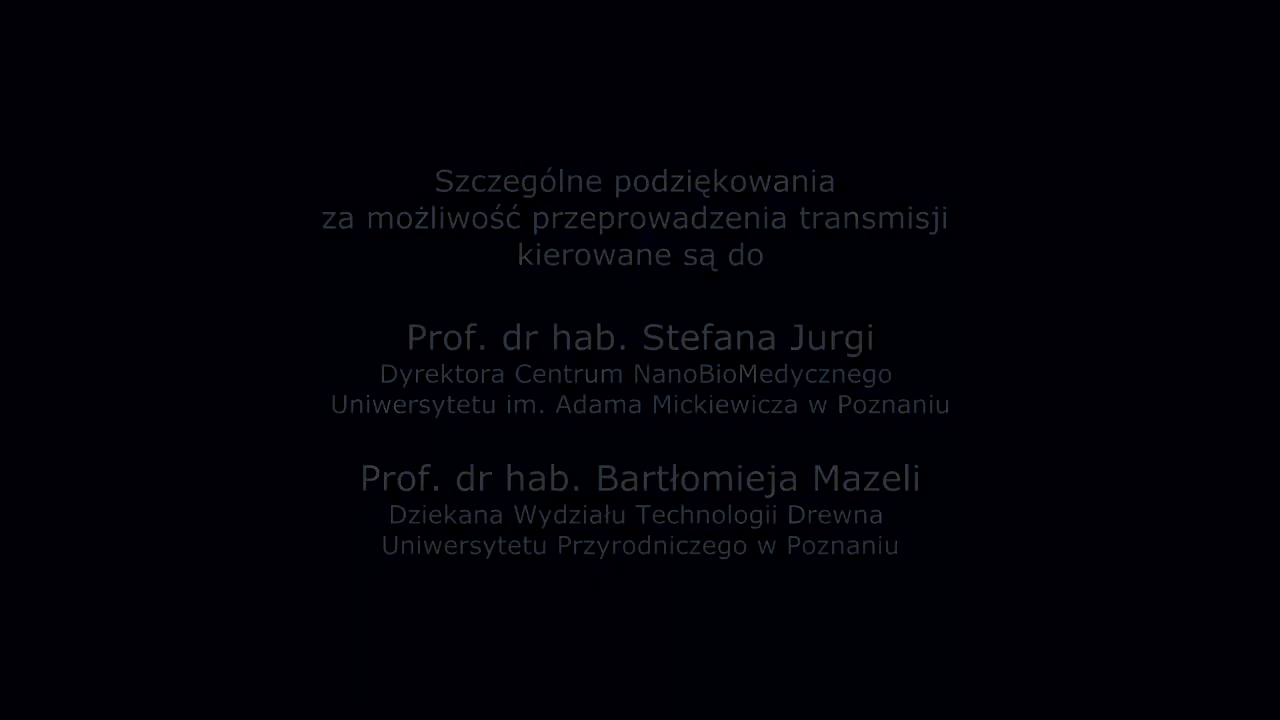 Szczególne podziękowania
za możliwość przeprowadzenia transmisji
kierowane są do
Prof. dr hab. Stefana Jurgi
Dyrektora Centrum NanoBioMedycznego
Uniwersytetu im. Adama Mickiewicza w Poznaniu
Prof. dr hab. Bartłomieja Mazeli
Dziekana Wydziału Technologii Drewna
Uniwersytetu Przyrodniczego w Poznaniu